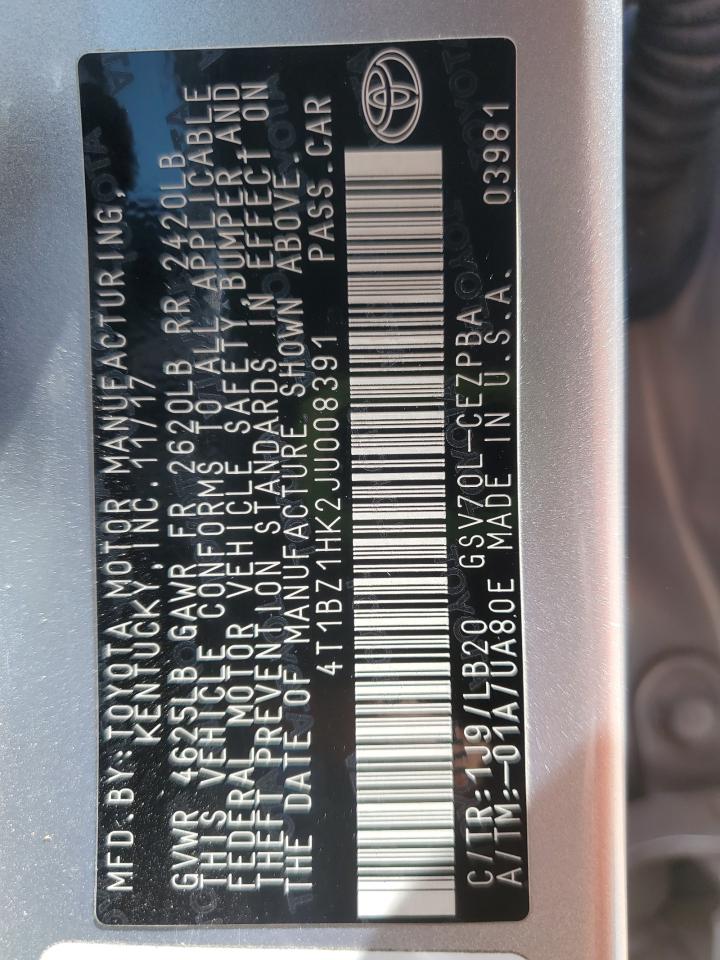 MFD.BY:TOYOTA MOTOR MANUFACTURING,
KENTUCKY, INC. 11/17
GVWR 4625LB GAWR FR 2620LB RR 2420LB
THIS VEHICLE CONFORMS TO ALL APPLICABLE
FEDERAL MOTOR VEHICLE SAFETY BUMPER AND
THEFT PREVENTION STANDARDS IN EFFECT ON
THE DATE OF MANUFACTURE SHOWN ABOVE.
4T1BZ1HK2JU008391 PASS.CAR
C/TR:1J9/LB20 GSV70L-CEZPBA
A/TM:-01A/UA80E MADE IN U.S.A. 03981